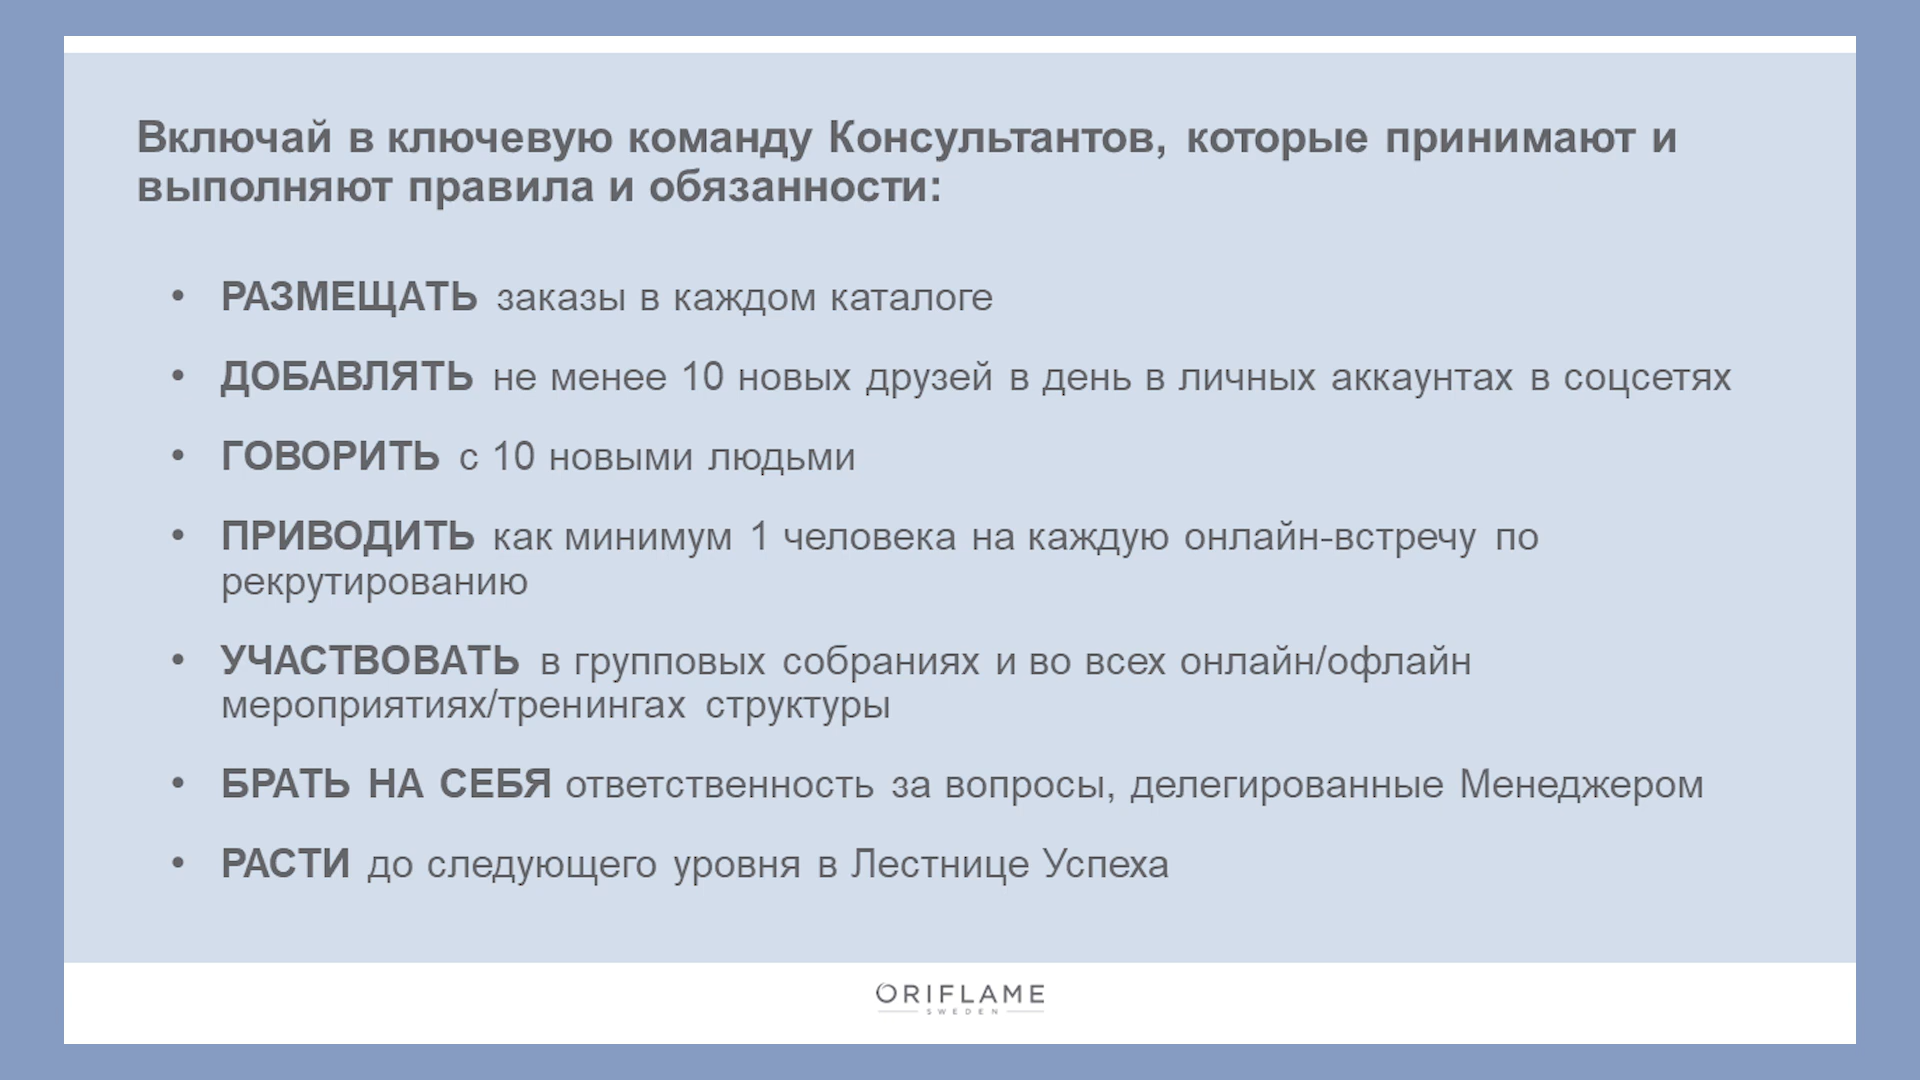 Включай в ключевую команду Консультантов, которые принимают и
выполняют правила и обязанности:
• РАЗМЕЩАТЬ заказы в каждом каталоге
• ДОБАВЛЯТЬ не менее 10 новых друзей в день в личных аккаунтах в соцсетях
• ГОВОРИТЬ с 10 новыми людьми
• ПРИВОДИТЬ как минимум 1 человека на каждую онлайн-встречу по
рекрутированию
• УЧАСТВОВАТЬ в групповых собраниях и во всех онлайн/офлайн
мероприятиях/тренингах структуры
• БРАТЬ НА СЕБЯ ответственность за вопросы, делегированные Менеджером
• РАСТИ до следующего уровня в Лестнице Успеха
ORIFLAME
SWEDEN